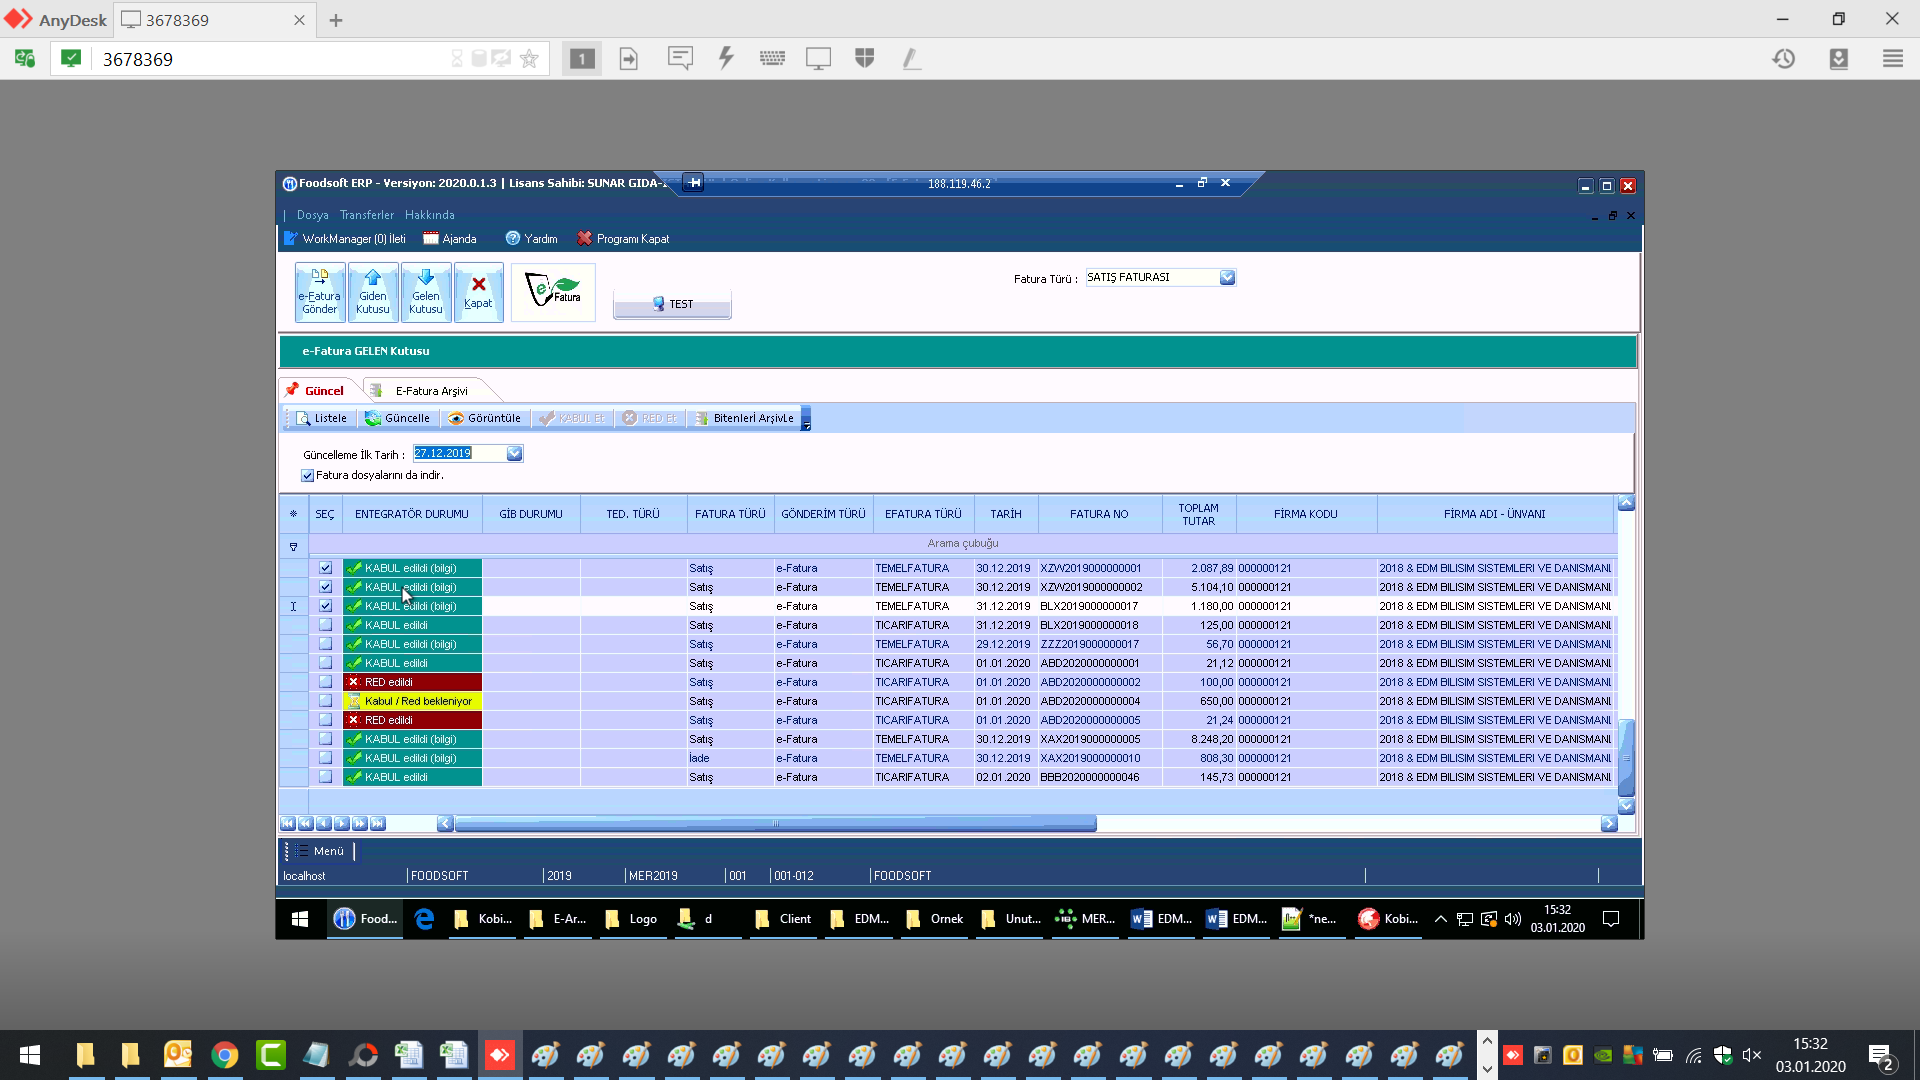 AnyDesk 3678369
3678369 1
Foodsoft ERP - Versiyon: 2020.0.1.3 | Lisans Sahibi: SUNAR GIDA-İ
188.119.46.2
Dosya Transferler Hakkında
WorkManager (0) İleti Ajanda Yardım Programı Kapat
e-Fatura Gönder
Giden Kutusu
Gelen Kutusu
Kapat
e Fatura
TEST
Fatura Türü : SATIŞ FATURASI
e-Fatura GELEN Kutusu
Güncel E-Fatura Arşivi
Listele Güncelle Görüntüle KABUL Et RED Et Bitenleri Arşivle
Güncelleme İlk Tarih : 27.12.2019
Fatura dosyalarını da indir.
SEÇ ENTEGRATÖR DURUMU GİB DURUMU TED. TÜRÜ FATURA TÜRÜ GÖNDERİM TÜRÜ EFATURA TÜRÜ TARİH FATURA NO TOPLAM TUTAR FİRMA KODU FİRMA ADI - ÜNVANI
Arama çubuğu
KABUL edildi (bilgi) Satış e-Fatura TEMELFATURA 30.12.2019 XZW2019000000001 2.087,89 000000121 2018 & EDM BILISIM SISTEMLERI VE DANISMANL
KABUL edildi (bilgi) Satış e-Fatura TEMELFATURA 30.12.2019 XZW2019000000002 5.104,10 000000121 2018 & EDM BILISIM SISTEMLERI VE DANISMANL
KABUL edildi (bilgi) Satış e-Fatura TEMELFATURA 31.12.2019 BLX2019000000017 1.180,00 000000121 2018 & EDM BILISIM SISTEMLERI VE DANISMANL
KABUL edildi Satış e-Fatura TICARIFATURA 31.12.2019 BLX2019000000018 125,00 000000121 2018 & EDM BILISIM SISTEMLERI VE DANISMANL
KABUL edildi (bilgi) Satış e-Fatura TEMELFATURA 29.12.2019 ZZZ2019000000017 56,70 000000121 2018 & EDM BILISIM SISTEMLERI VE DANISMANL
KABUL edildi Satış e-Fatura TICARIFATURA 01.01.2020 ABD2020000000001 21,12 000000121 2018 & EDM BILISIM SISTEMLERI VE DANISMANL
RED edildi Satış e-Fatura TICARIFATURA 01.01.2020 ABD2020000000002 100,00 000000121 2018 & EDM BILISIM SISTEMLERI VE DANISMANL
Kabul / Red bekleniyor Satış e-Fatura TICARIFATURA 01.01.2020 ABD2020000000004 650,00 000000121 2018 & EDM BILISIM SISTEMLERI VE DANISMANL
RED edildi Satış e-Fatura TICARIFATURA 01.01.2020 ABD2020000000005 21,24 000000121 2018 & EDM BILISIM SISTEMLERI VE DANISMANL
KABUL edildi (bilgi) Satış e-Fatura TEMELFATURA 30.12.2019 XAX2019000000005 8.248,20 000000121 2018 & EDM BILISIM SISTEMLERI VE DANISMANL
KABUL edildi (bilgi) İade e-Fatura TEMELFATURA 30.12.2019 XAX2019000000010 808,30 000000121 2018 & EDM BILISIM SISTEMLERI VE DANISMANL
KABUL edildi Satış e-Fatura TICARIFATURA 02.01.2020 BBB2020000000046 145,73 000000121 2018 & EDM BILISIM SISTEMLERI VE DANISMANL
Menü
localhost FOODSOFT 2019 MER2019 001 001-012 FOODSOFT
Food... Kobi... E-Ar... Logo d Client EDM... Ornek Unut... MER... EDM... EDM... *ne... Kobi... 15:32
03.01.2020
15:32
03.01.2020 2